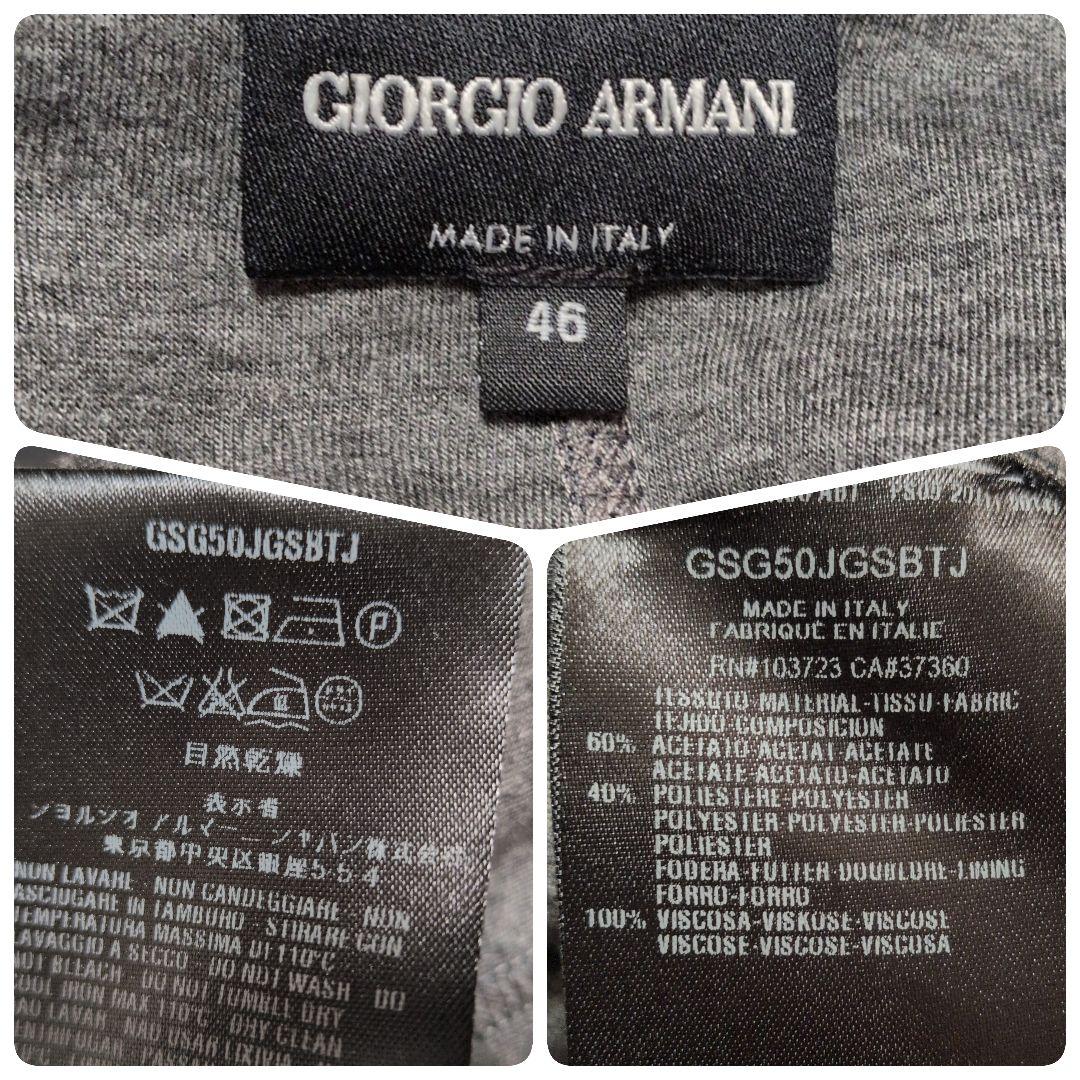 GIORGIO ARMANI
MADE IN ITALY
46
GSG50JGSBTJ
P
自然乾燥
表示者
ジョルジオ アルマーニ ジャパン株式会社
東京都中央区銀座5-5-4
NON LAVARE NON CANDEGGIARE NON
ASCIUGARE IN TAMBURO STIRARE CON
TEMPERATURA MASSIMA DI 110°C
LAVAGGIO A SECCO DO NOT WASH DO
NOT BLEACH DO NOT TUMBLE DRY
COOL IRON MAX 110°C DRY CLEAN
NAO LAVAR NAO USAR LIXIVIA
GSG50JGSBTJ
MADE IN ITALY
FABRIQUÉ EN ITALIE
RN#103723 CA#37360
TESSUTO-MATERIAL-TISSU-FABRIC
TEJIDO-COMPOSICION
60% ACETATO-ACETAT-ACETATE
ACETATE-ACETATO-ACETATO
40% POLIESTERE-POLYESTER
POLYESTER-POLYESTER-POLIESTER
POLIESTER
FODERA-FUTTER-DOUBLURE-LINING
FORRO-FORRO
100% VISCOSA-VISKOSE-VISCOSE
VISCOSE-VISCOSE-VISCOSA